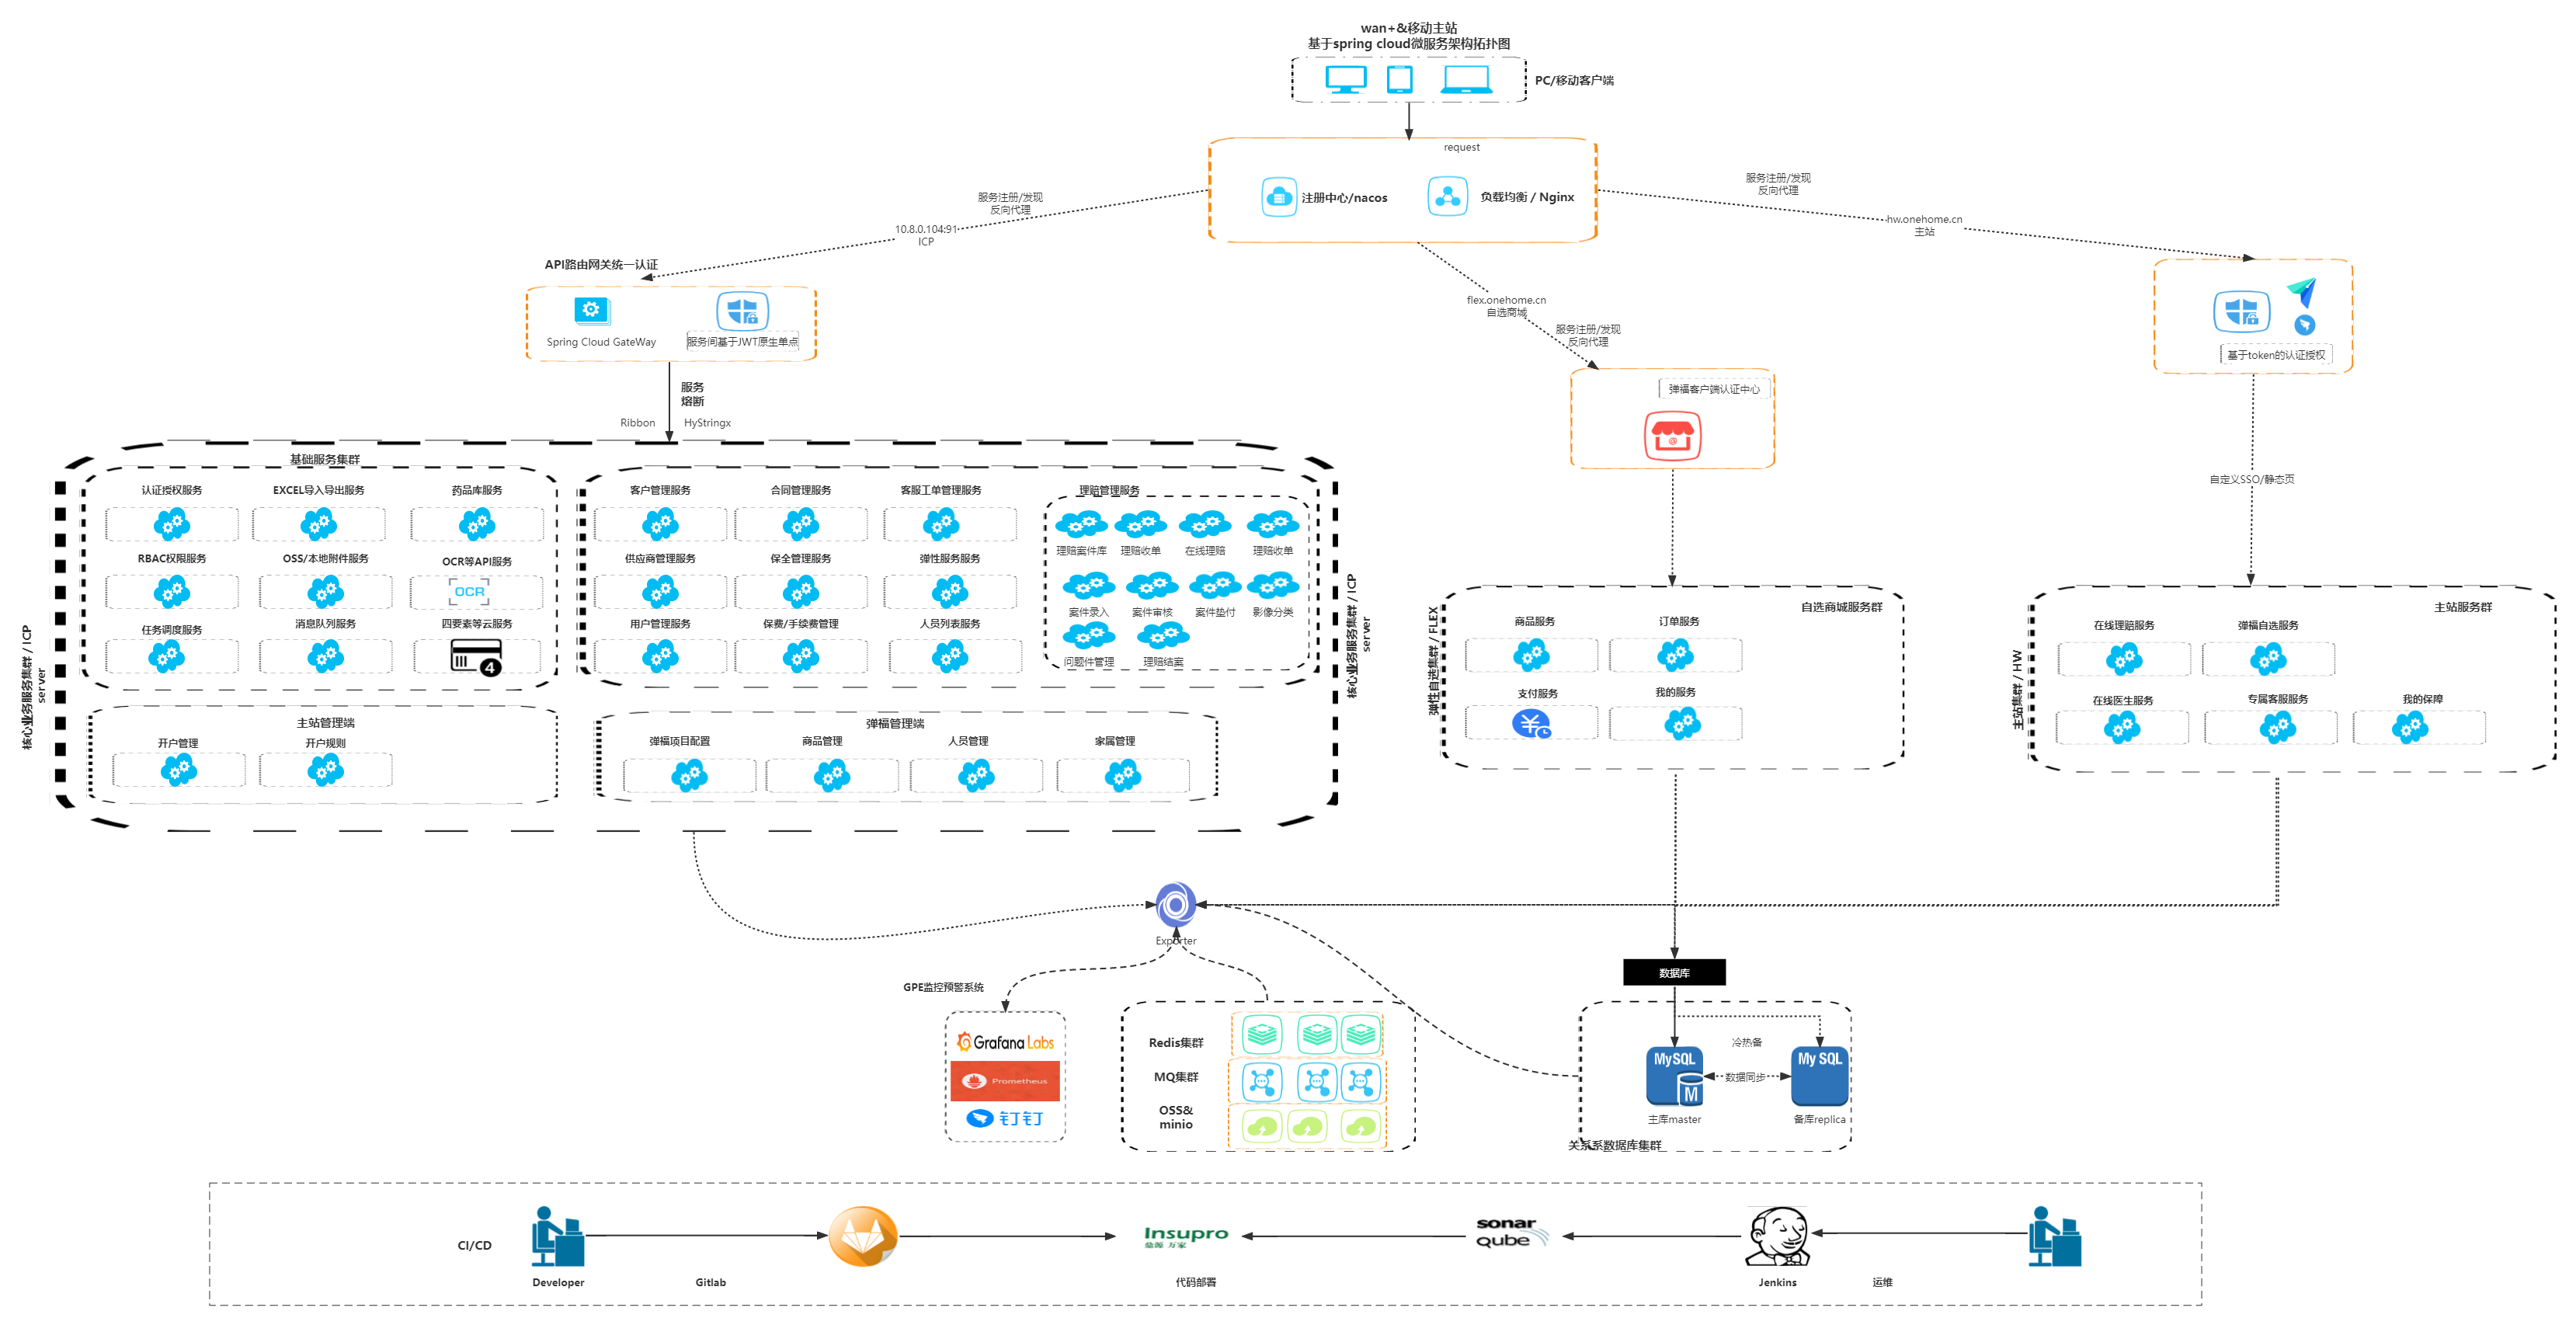 wan+&移动主站
基于spring cloud微服务架构拓扑图
PC/移动客户端
request
注册中心/nacos
负载均衡 / Nginx
服务注册/发现
反向代理
10.8.0.104:91
ICP
服务注册/发现
反向代理
hw.onehome.cn
主站
flex.onehome.cn
自选商城
服务注册/发现
反向代理
API路由网关统一认证
Spring Cloud GateWay
服务间基于JWT原生单点
基于token的认证授权
弹福客户端认证中心
@
服务
熔断
Ribbon
HyStringx
自定义SSO/静态页
核心业务服务集群 / ICP
server
基础服务集群
认证授权服务
EXCEL导入导出服务
药品库服务
RBAC权限服务
OSS/本地附件服务
OCR等API服务
OCR
任务调度服务
消息队列服务
四要素等云服务
4
客户管理服务
合同管理服务
客服工单管理服务
供应商管理服务
保全管理服务
弹性服务服务
用户管理服务
保费/手续费管理
人员列表服务
理赔管理服务
理赔案件库
理赔收单
在线理赔
理赔收单
案件录入
案件审核
案件垫付
影像分类
问题件管理
理赔结案
核心业务服务集群 / ICP
server
主站管理端
开户管理
开户规则
弹福管理端
弹福项目配置
商品管理
人员管理
家属管理
弹性自选集群 / FLEX
自选商城服务群
商品服务
订单服务
支付服务
我的服务
主站集群 / HW
主站服务群
在线理赔服务
弹福自选服务
在线医生服务
专属客服服务
我的保障
Exporter
GPE监控预警系统
Grafana Labs
Prometheus
钉钉
Redis集群
MQ集群
OSS&
minio
数据库
冷热备
MySQL
M
数据同步
My SQL
主库master
备库replica
关系系数据库集群
CI/CD
Developer
Gitlab
Insupro
鼎源 万家
代码部署
sonar
qube
Jenkins
运维